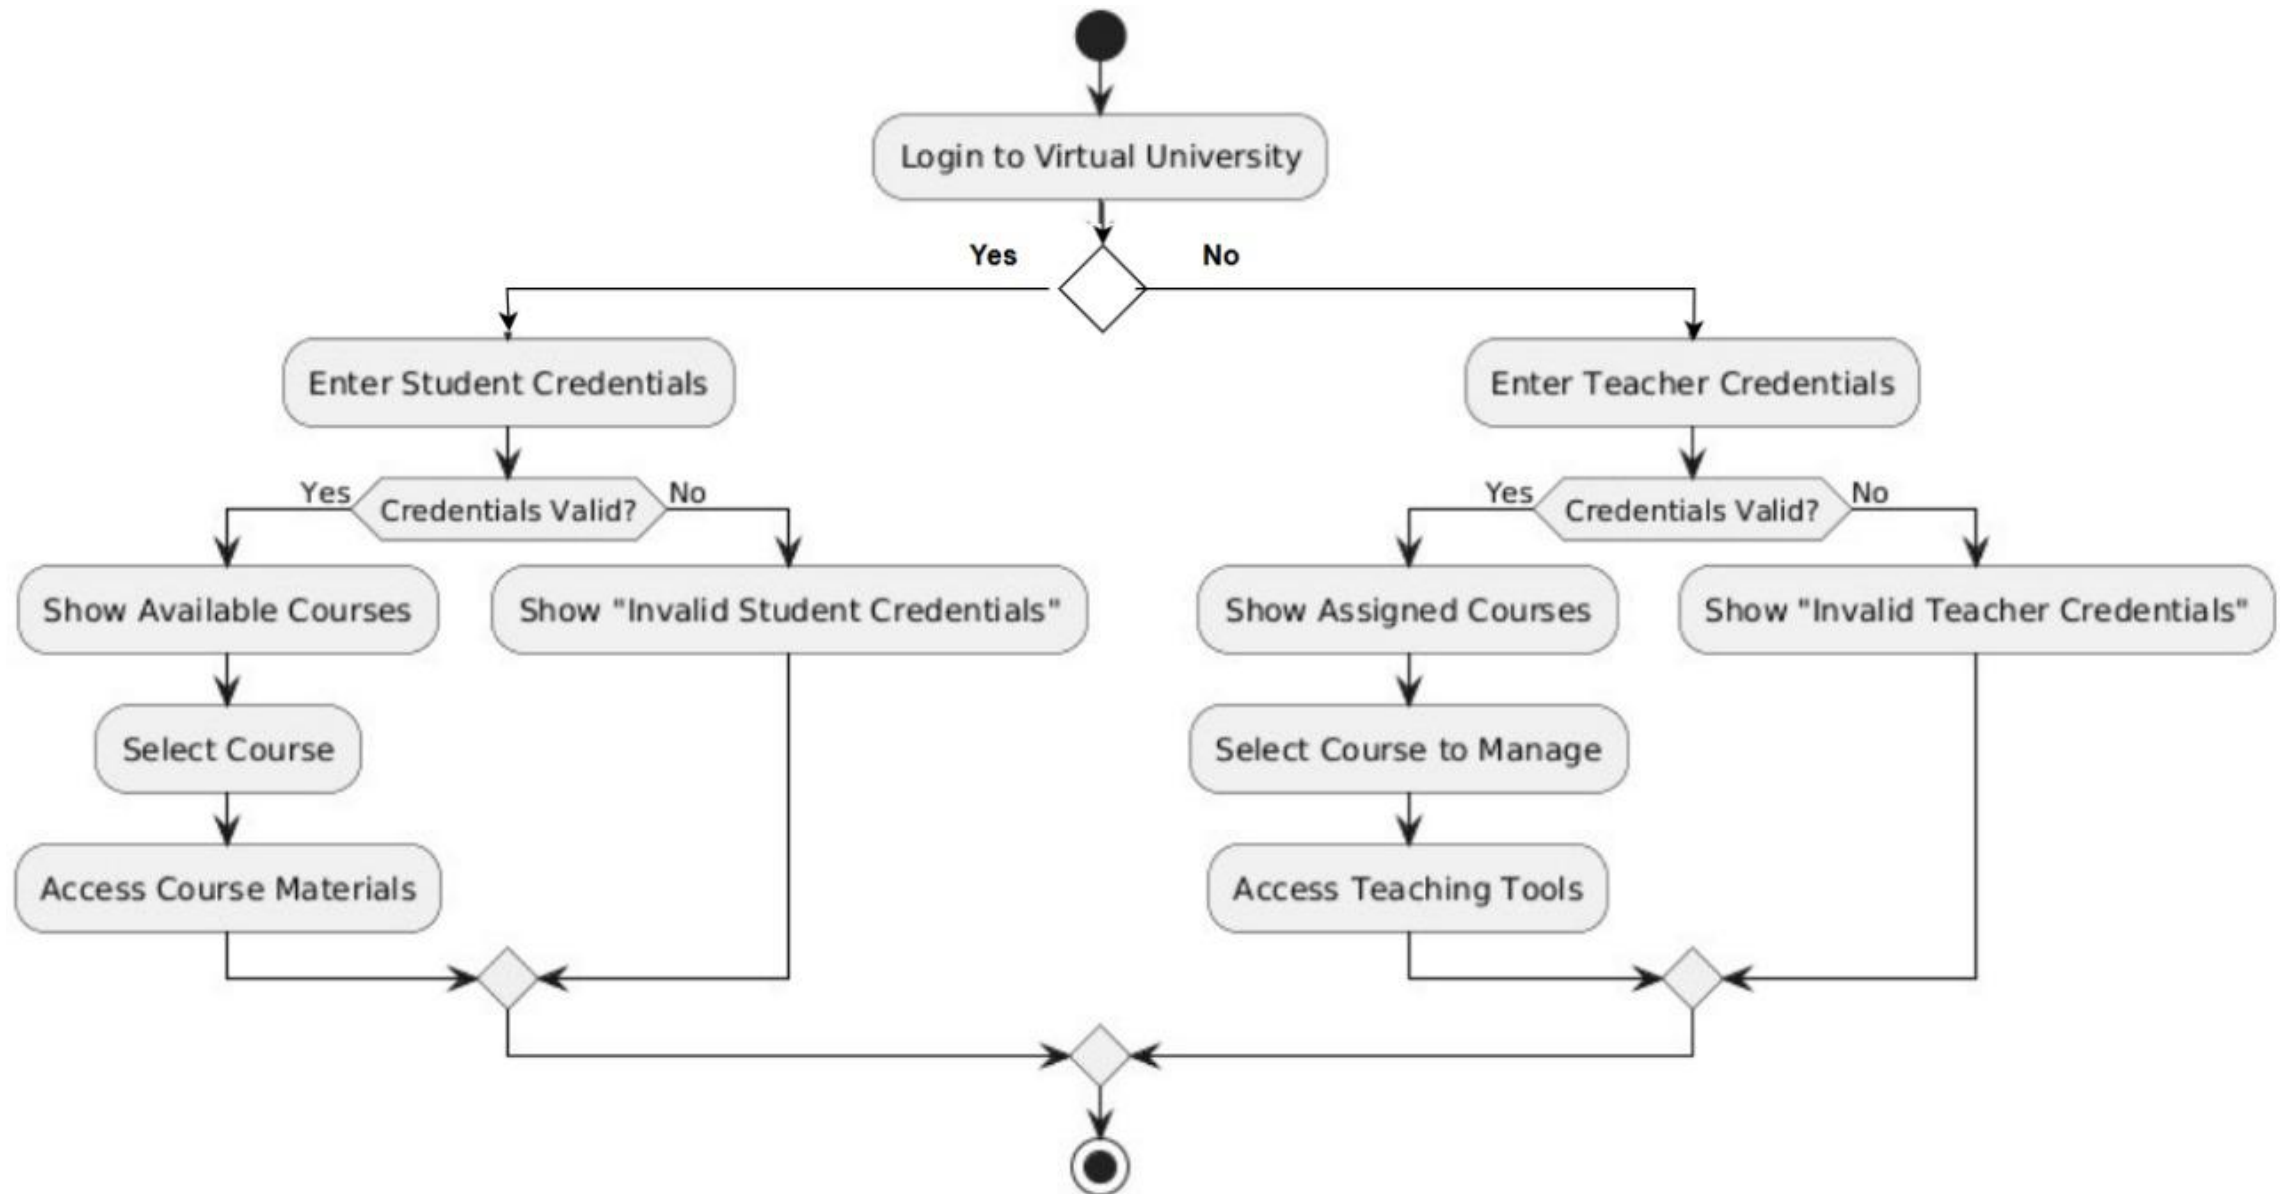 Login to Virtual University
Yes
No
Enter Student Credentials
Enter Teacher Credentials
Yes
Credentials Valid?
No
Yes
Credentials Valid?
No
Show Available Courses
Show "Invalid Student Credentials"
Show Assigned Courses
Show "Invalid Teacher Credentials"
Select Course
Select Course to Manage
Access Course Materials
Access Teaching Tools